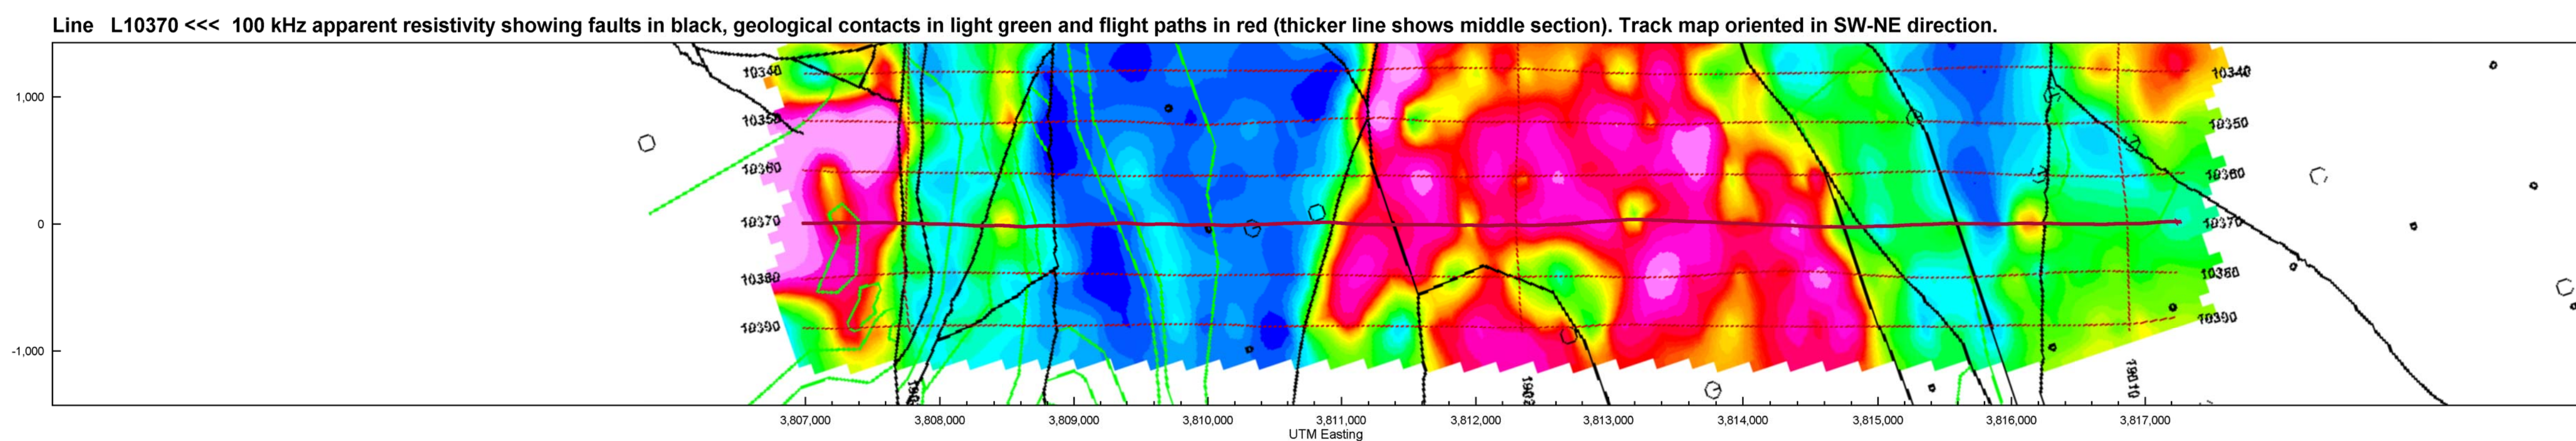 Line L10370 <<< 100 kHz apparent resistivity showing faults in black, geological contacts in light green and flight paths in red (thicker line shows middle section). Track map oriented in SW-NE direction.
10340 10340
1,000
10350 10350
10360 10360
0 10370 10370
10380 10380
10390 10390
-1,000
19010
3,807,000 3,808,000 3,809,000 3,810,000 3,811,000 3,812,000 3,813,000 3,814,000 3,815,000 3,816,000 3,817,000
UTM Easting